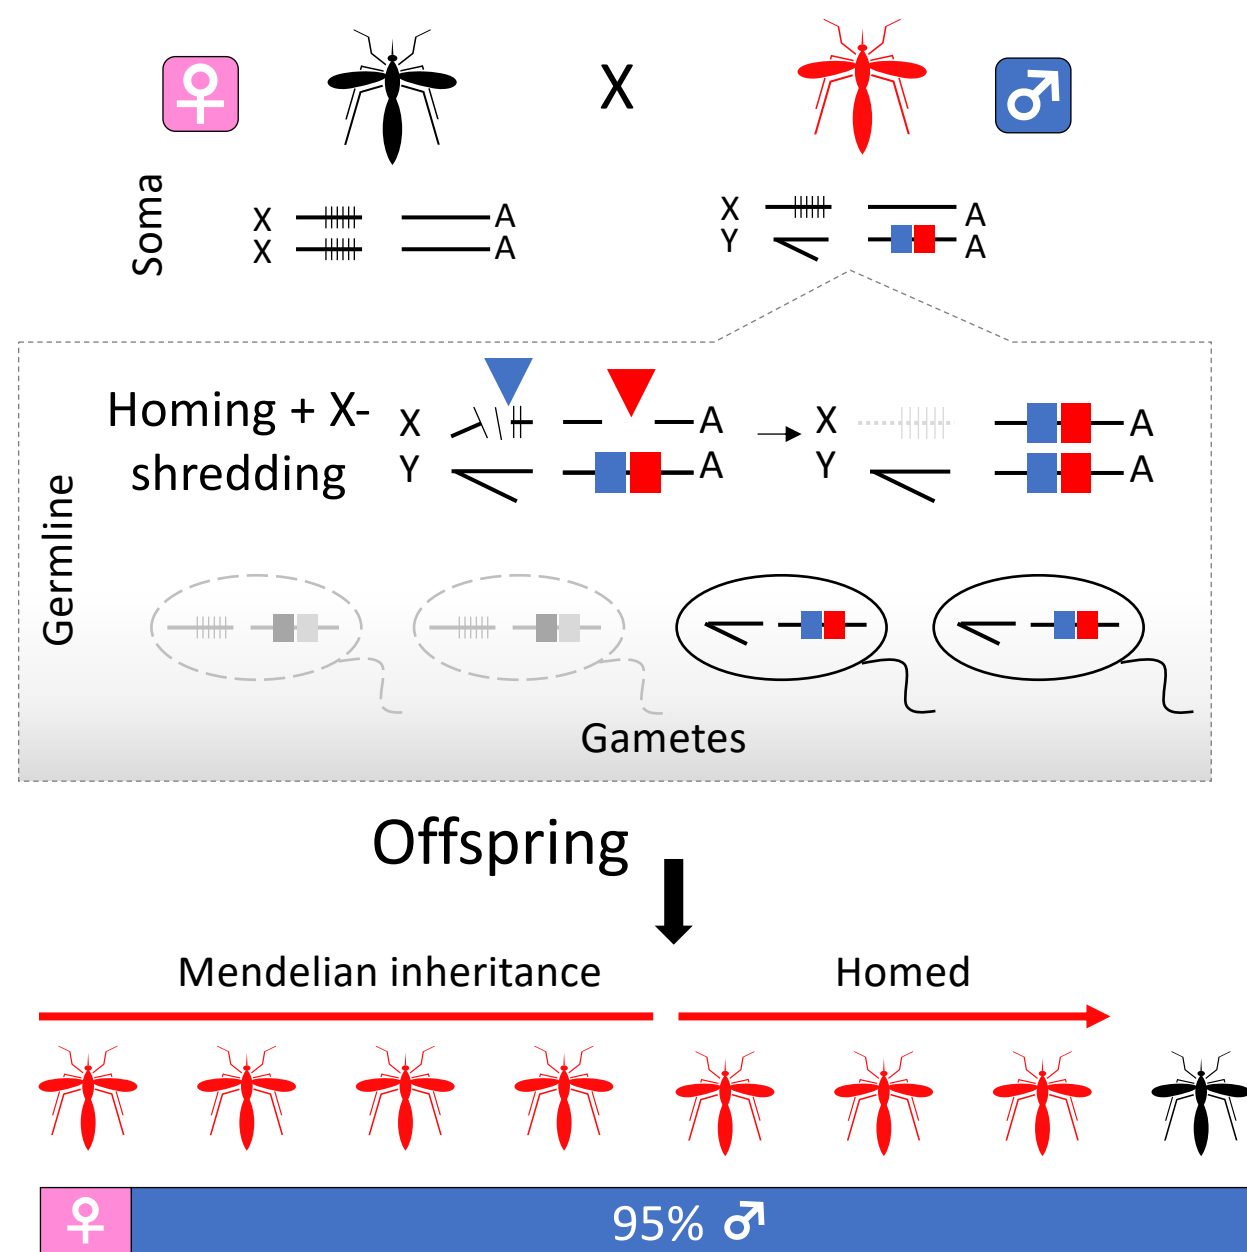 ♀ X ♂
Soma
X A
X A
X A
Y A
Homing + X-
shredding
X A
Y A
X A
Y A
Germline
Gametes
Offspring
Mendelian inheritance
Homed
♀ 95% ♂